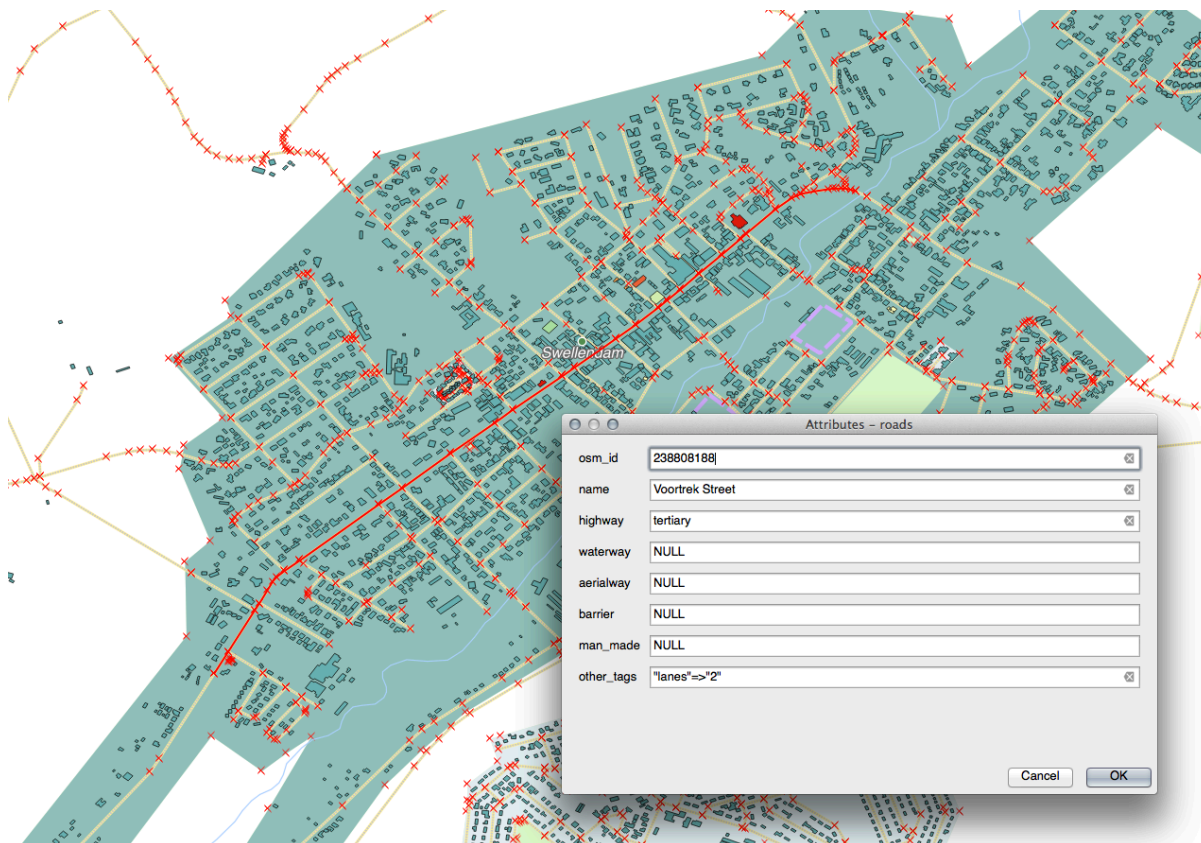 Swellendam
Attributes – roads
osm_id 238808188
name Voortrek Street
highway tertiary
waterway NULL
aerialway NULL
barrier NULL
man_made NULL
other_tags "lanes"=>"2"
Cancel OK